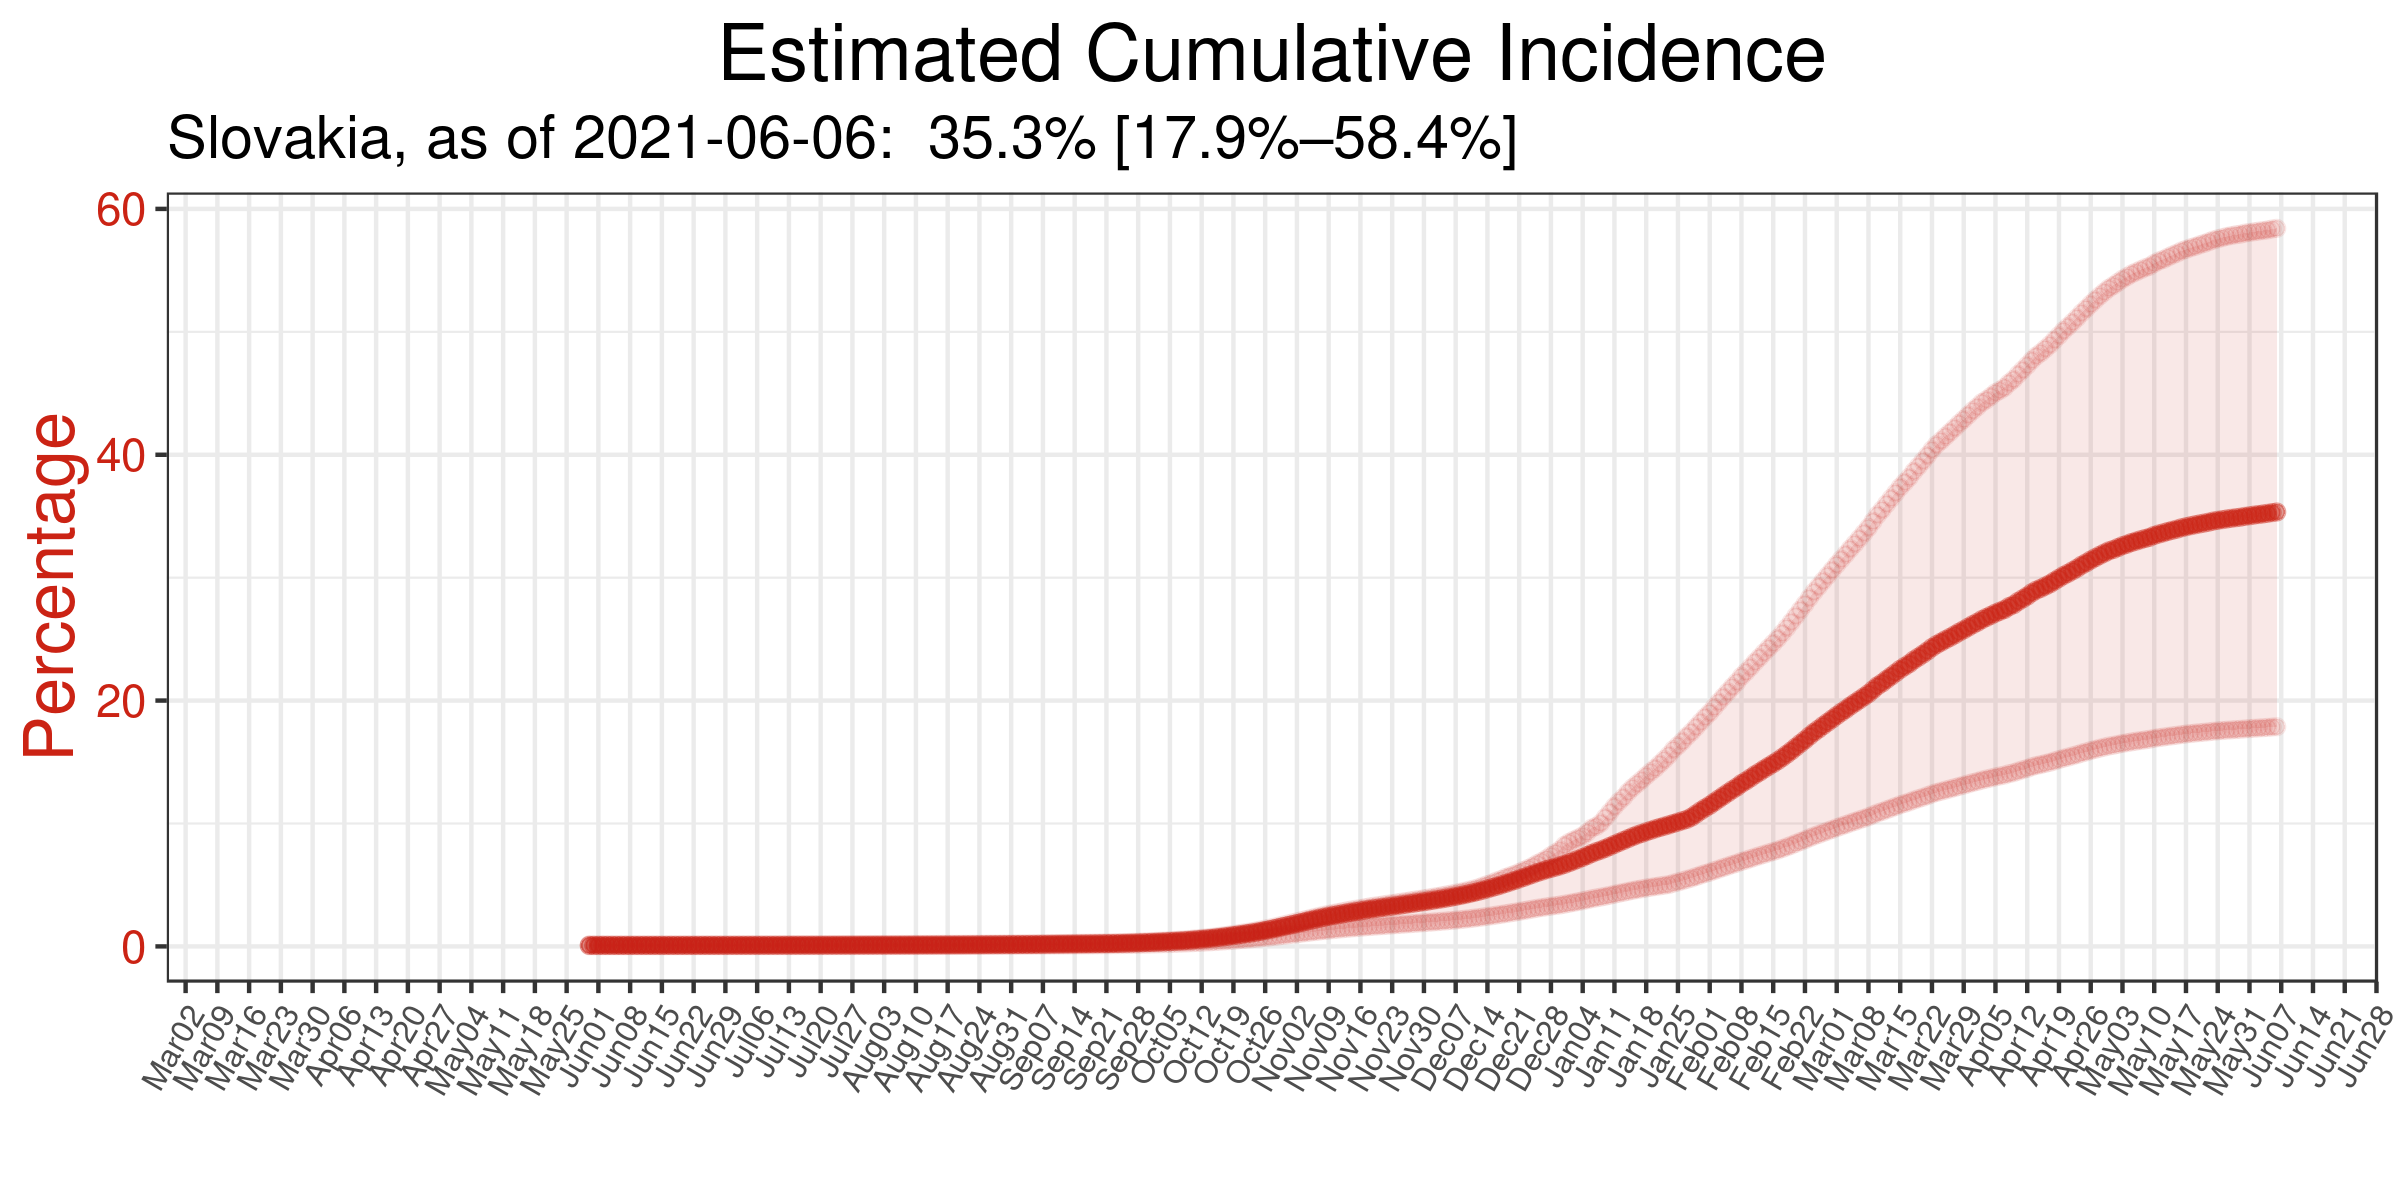 Estimated Cumulative Incidence
Slovakia, as of 2021-06-06:  35.3% [17.9%–58.4%]
Percentage
60
40
20
0
Mar02
Mar09
Mar16
Mar23
Mar30
Apr06
Apr13
Apr20
Apr27
May04
May11
May18
May25
Jun01
Jun08
Jun15
Jun22
Jun29
Jul06
Jul13
Jul20
Jul27
Aug03
Aug10
Aug17
Aug24
Aug31
Sep07
Sep14
Sep21
Sep28
Oct05
Oct12
Oct19
Oct26
Nov02
Nov09
Nov16
Nov23
Nov30
Dec07
Dec14
Dec21
Dec28
Jan04
Jan11
Jan18
Jan25
Feb01
Feb08
Feb15
Feb22
Mar01
Mar08
Mar15
Mar22
Mar29
Apr05
Apr12
Apr19
Apr26
May03
May10
May17
May24
May31
Jun07
Jun14
Jun21
Jun28